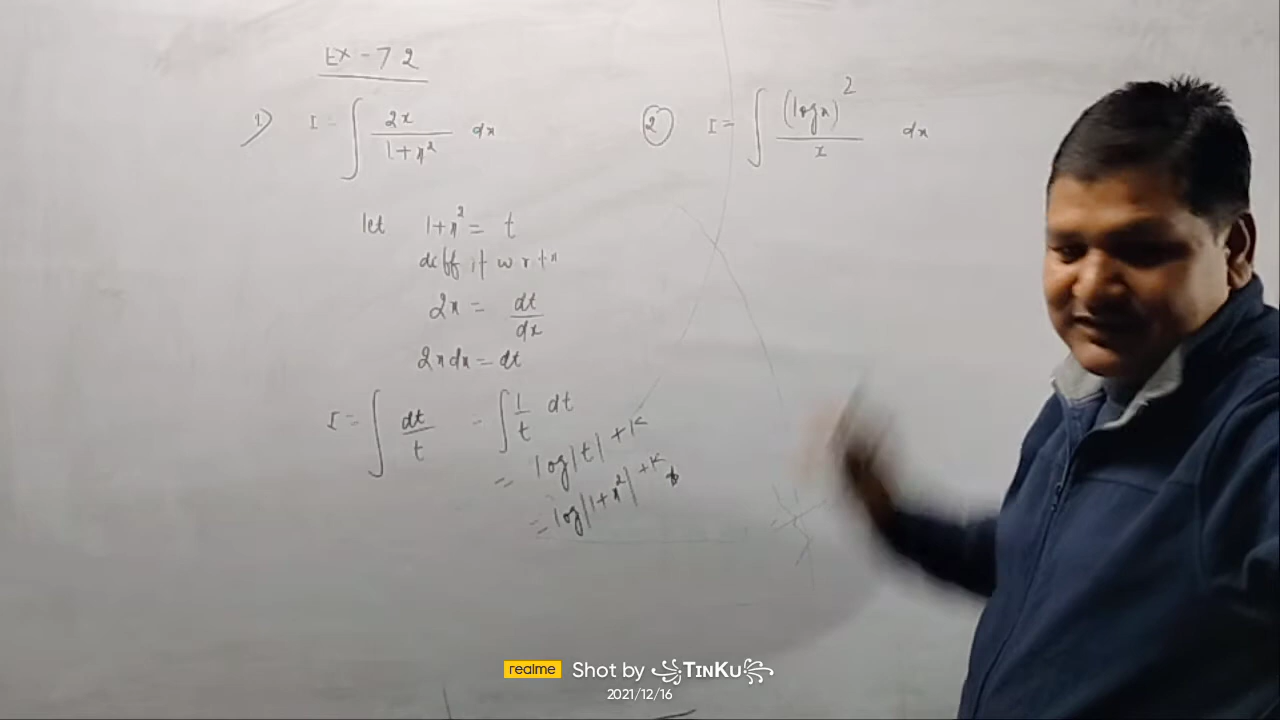 Ex - 7 2
1) I = ∫ 2x / 1+x² dx
let 1+x² = t
diff it w r t x
2x = dt/dx
2x dx = dt
I = ∫ dt/t = ∫ 1/t dt
= log|t| + K
= log|1+x²| + K
2 I = ∫ (logx)² / x dx
realme Shot by TINKU
2021/12/16